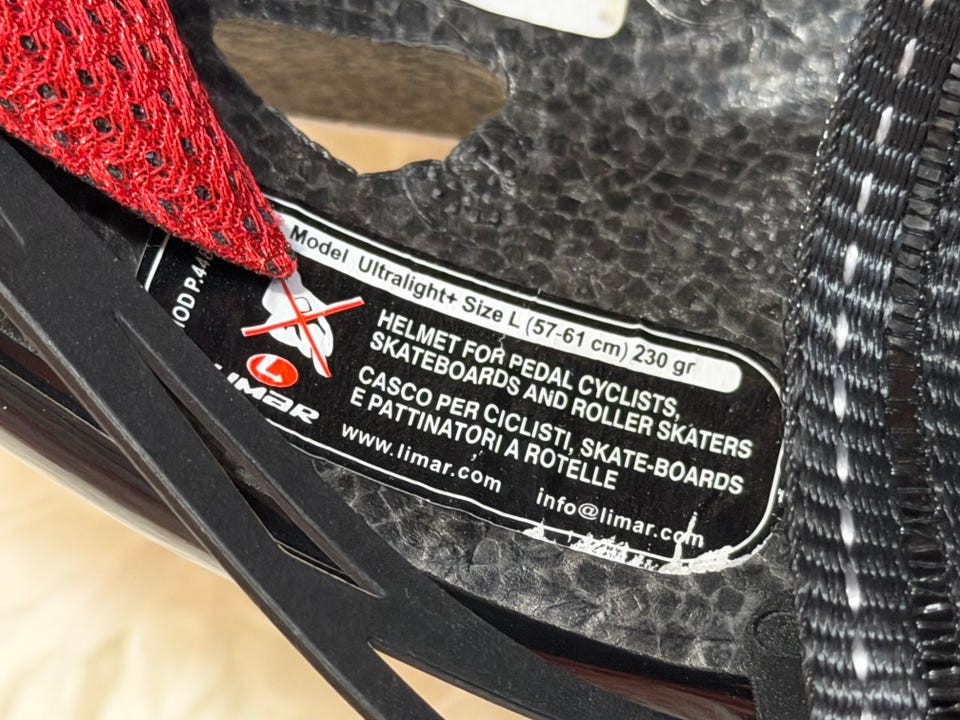 Model Ultralight+ Size L (57-61 cm) 230 gr
HELMET FOR PEDAL CYCLISTS,
SKATEBOARDS AND ROLLER SKATERS
CASCO PER CICLISTI, SKATE-BOARDS
E PATTINATORI A ROTELLE
www.limar.com
info@limar.com
LIMAR